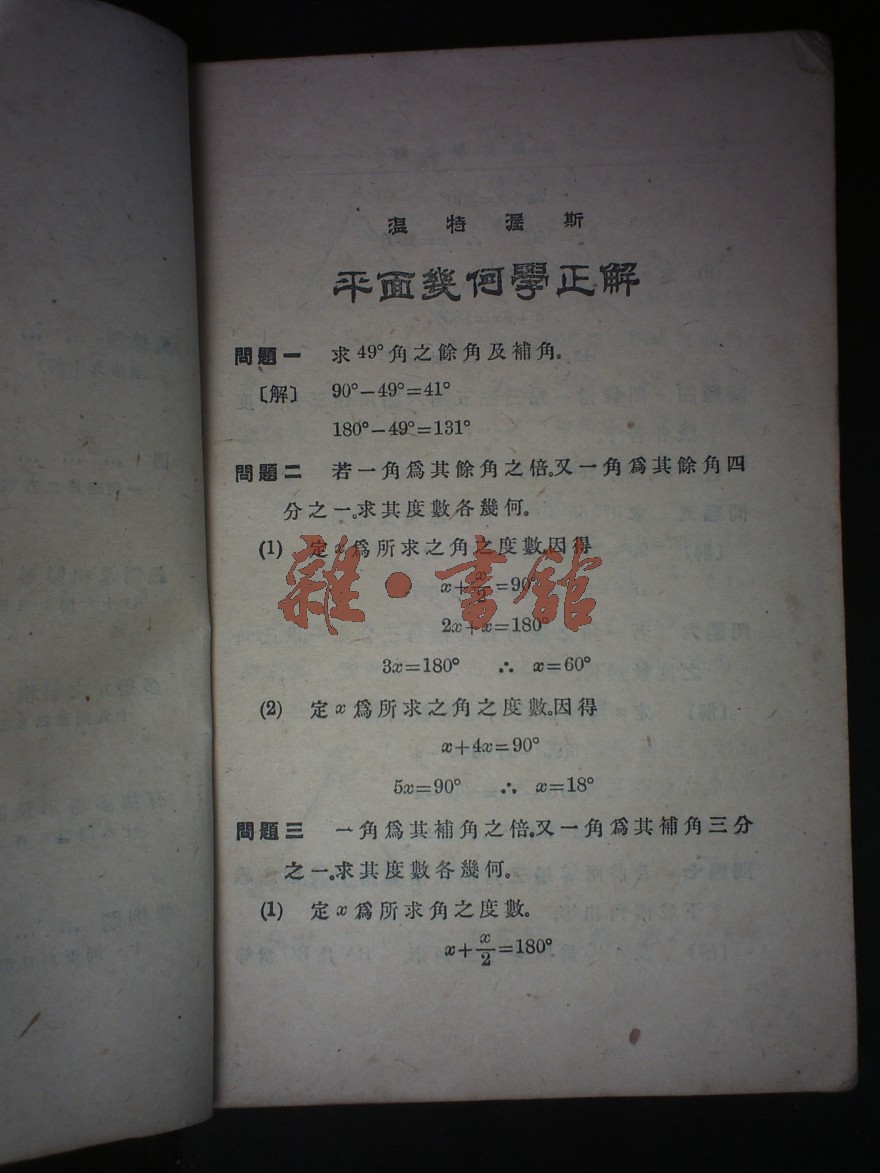 温特渥斯
平面幾何學正解
問題一 求49°角之餘角及補角。
〔解〕 90°−49°=41°
180°−49°=131°
問題二 若一角爲其餘角之倍。又一角爲其餘角四
分之一。求其度數各幾何。
(1) 定x爲所求之角之度數。因得
x+x/2=90°
2x+x=180°
3x=180° ∴ x=60°
(2) 定x爲所求之角之度數。因得
x+4x=90°
5x=90° ∴ x=18°
問題三 一角爲其補角之倍。又一角爲其補角三分
之一。求其度數各幾何。
(1) 定x爲所求角之度數。
x+x/2=180°
雜·書館